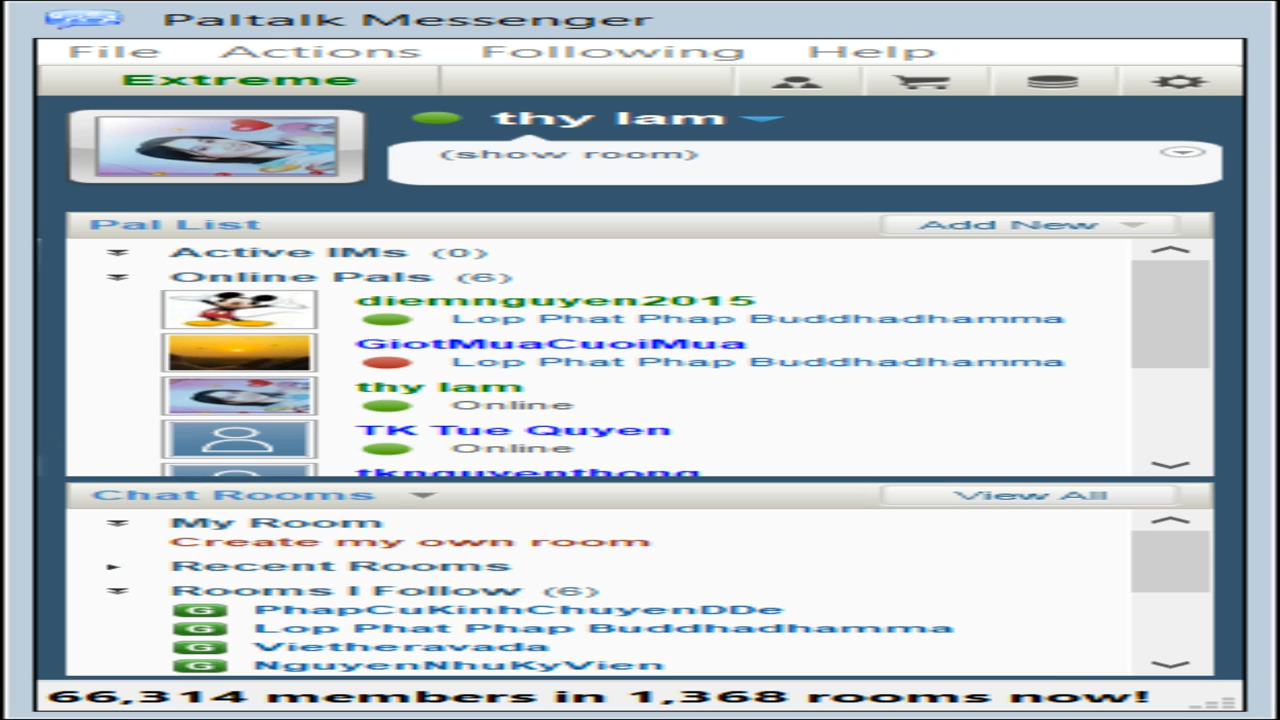 Paltalk Messenger
File Actions Following Help
Extreme
thy lam
(show room)
Pal List Add New
Active IMs (0)
Online Pals (6)
diemnguyen2015
Lop Phat Phap Buddhadhamma
GiotMuaCuoiMua
Lop Phat Phap Buddhadhamma
thy lam
Online
TK Tue Quyen
Online
tknguyenthong
Chat Rooms View All
My Room
Create my own room
Recent Rooms
Rooms I Follow (6)
G PhapCuKinhChuyenDDe
G Lop Phat Phap Buddhadhamma
G Vietheravada
G NguyenNhuKyVien
66,314 members in 1,368 rooms now!